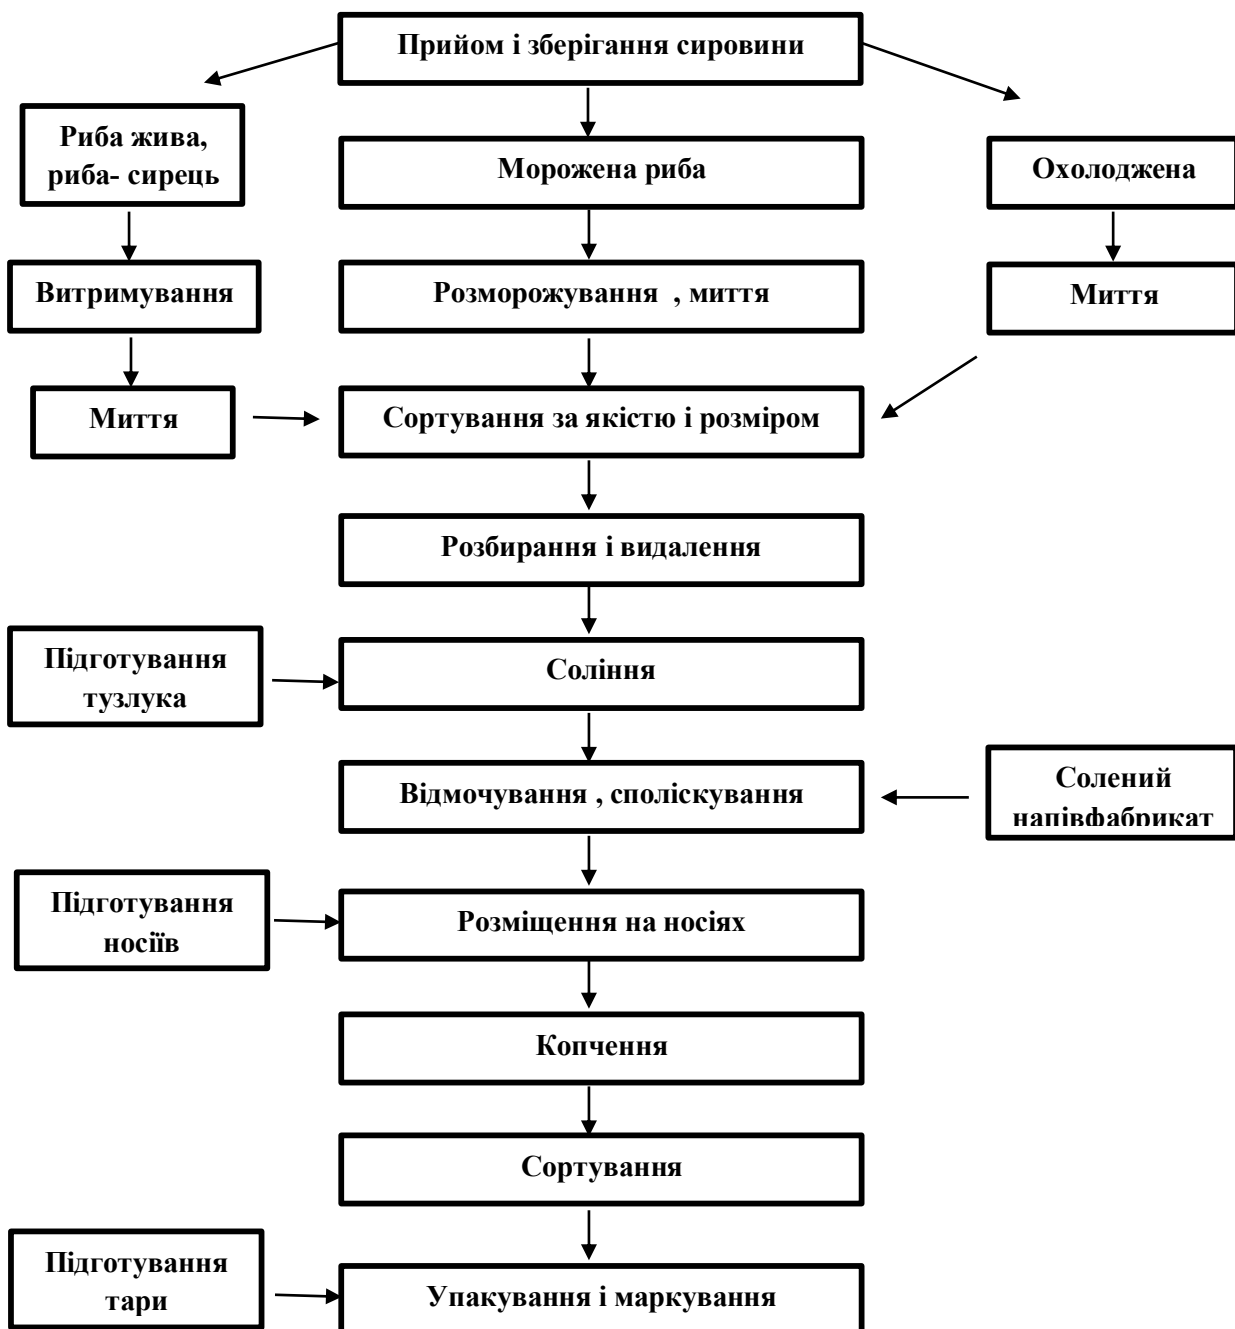 Прийом і зберігання сировини
Риба жива,
риба- сирець
Морожена риба
Охолоджена
Витримування
Розморожування , миття
Миття
Миття
Сортування за якістю і розміром
Розбирання і видалення
Підготування
тузлука
Соління
Відмочування , споліскування
Солений
напівфабрикат
Підготування
носіїв
Розміщення на носіях
Копчення
Сортування
Підготування
тари
Упакування і маркування